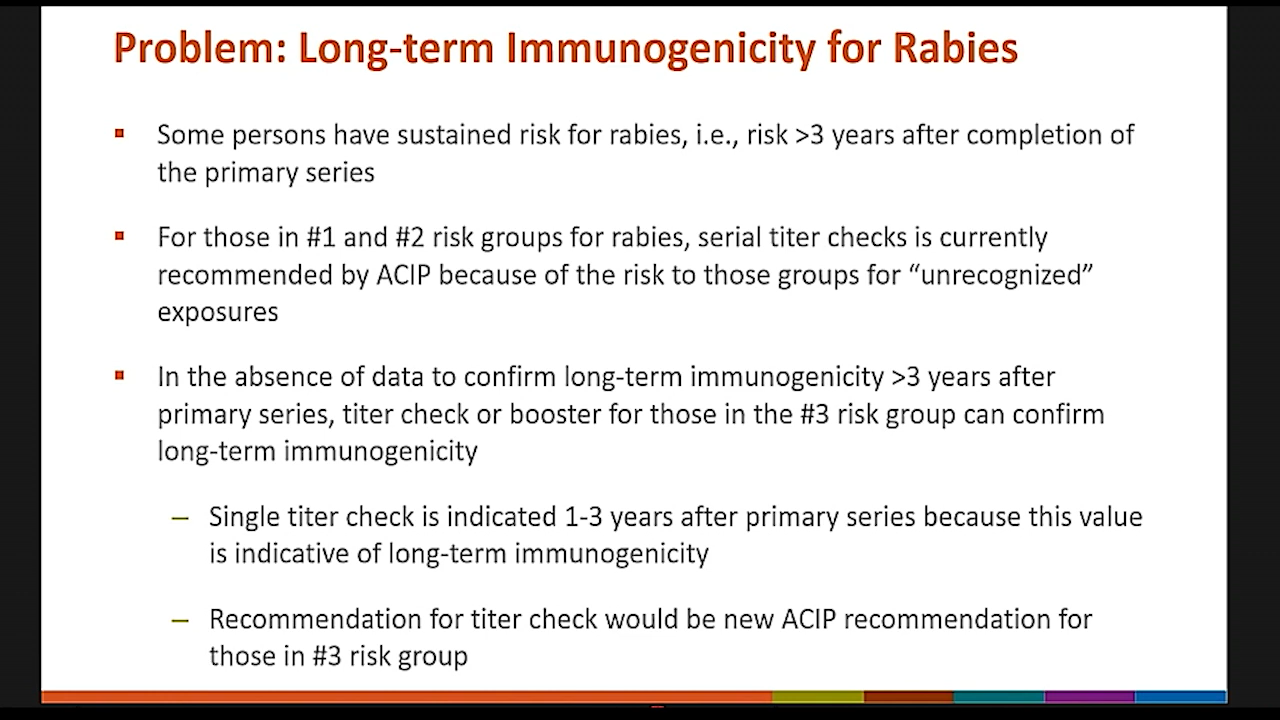 Problem: Long-term Immunogenicity for Rabies
▪ Some persons have sustained risk for rabies, i.e., risk >3 years after completion of
the primary series
▪ For those in #1 and #2 risk groups for rabies, serial titer checks is currently
recommended by ACIP because of the risk to those groups for “unrecognized”
exposures
▪ In the absence of data to confirm long-term immunogenicity >3 years after
primary series, titer check or booster for those in the #3 risk group can confirm
long-term immunogenicity
– Single titer check is indicated 1-3 years after primary series because this value
is indicative of long-term immunogenicity
– Recommendation for titer check would be new ACIP recommendation for
those in #3 risk group